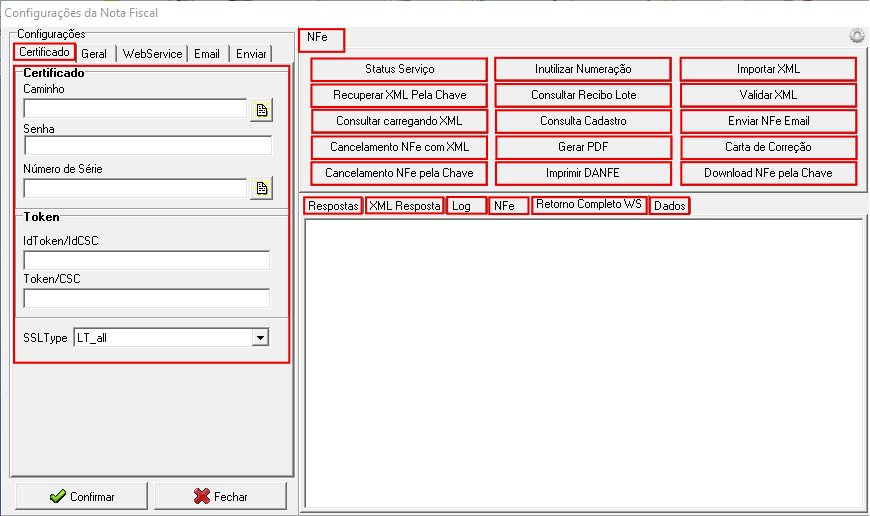 Configurações da Nota Fiscal
Configurações
Certificado Geral WebService Email Enviar
Certificado
Caminho
Senha
Número de Série
Token
IdToken/IdCSC
Token/CSC
SSLType LT_all
Confirmar Fechar
NFe
Status Serviço Inutilizar Numeração Importar XML
Recuperar XML Pela Chave Consultar Recibo Lote Validar XML
Consultar carregando XML Consulta Cadastro Enviar NFe Email
Cancelamento NFe com XML Gerar PDF Carta de Correção
Cancelamento NFe pela Chave Imprimir DANFE Download NFe pela Chave
Respostas XML Resposta Log NFe Retorno Completo WS Dados